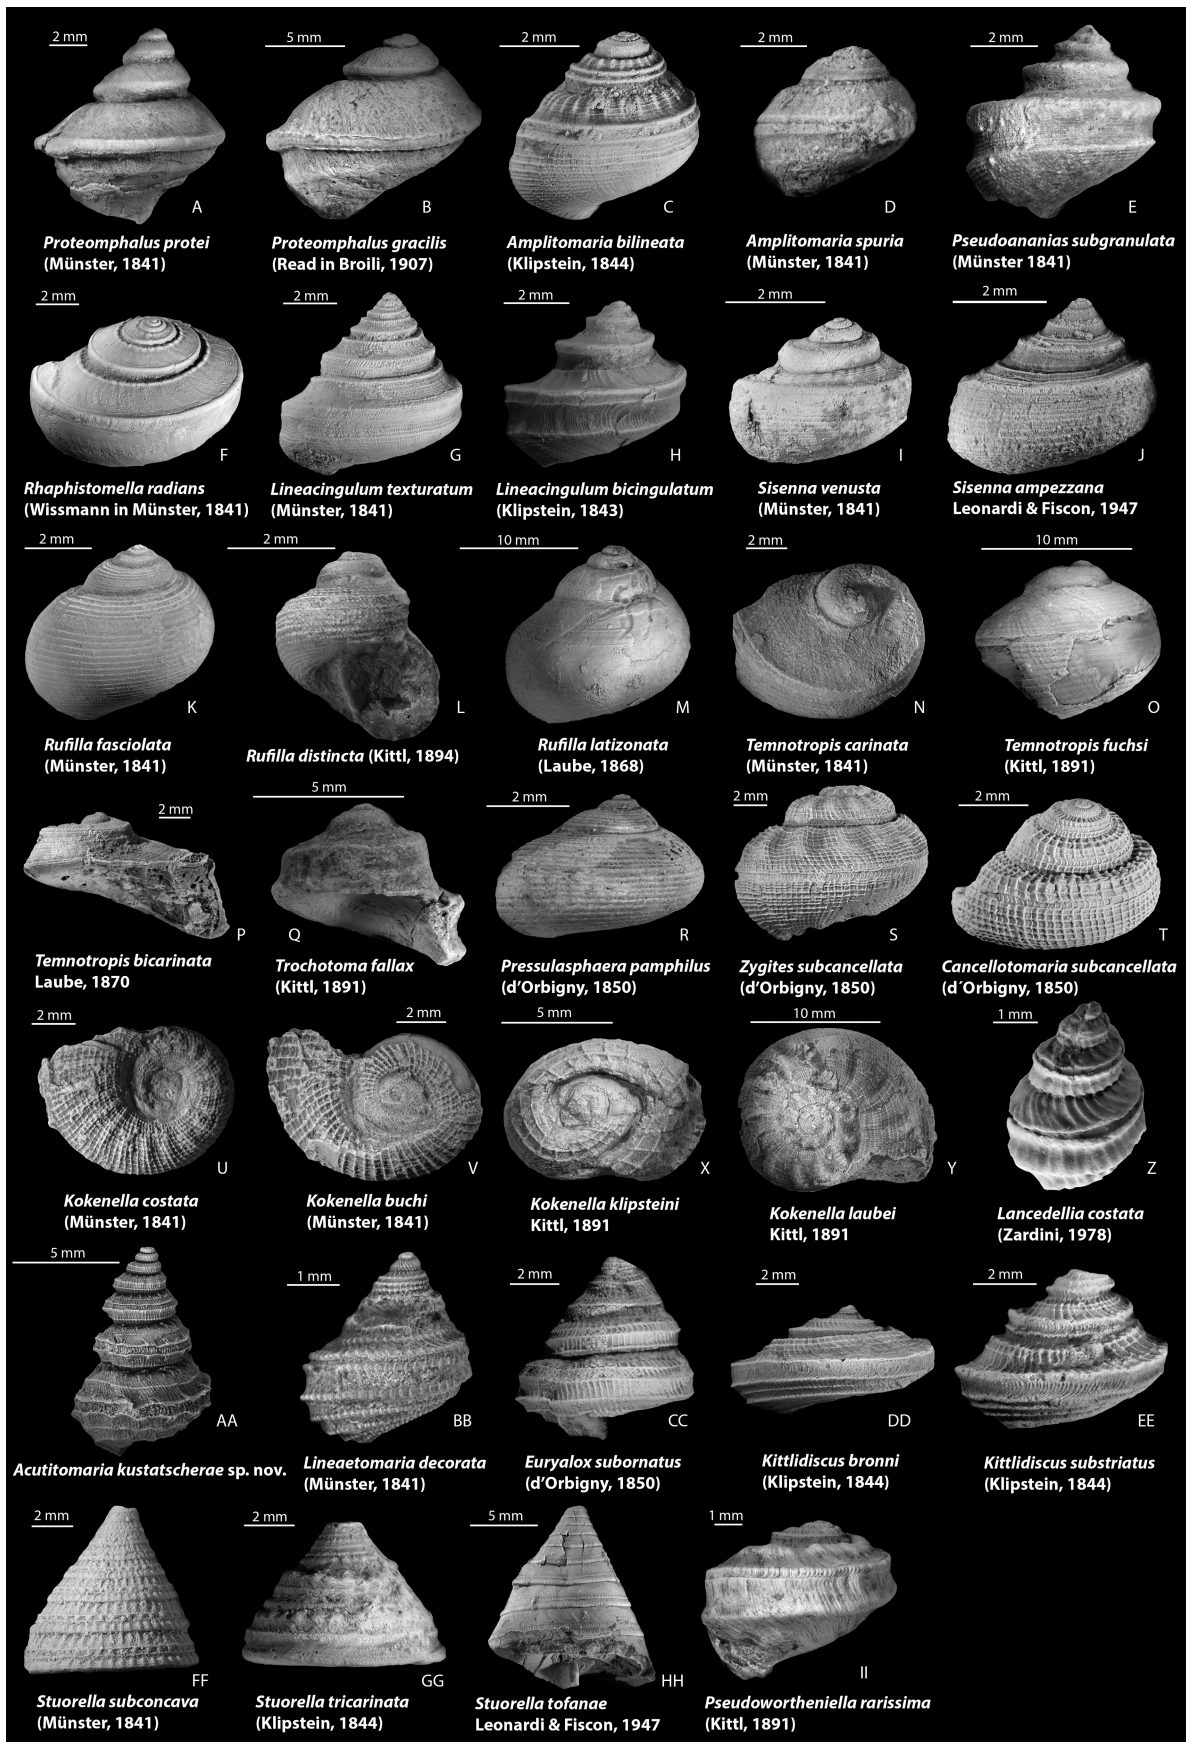 2 mm
5 mm
2 mm
2 mm
2 mm
A
B
C
D
E
Proteomphalus protei
(Münster, 1841)
Proteomphalus gracilis
(Read in Broili, 1907)
Amplitomaria bilineata
(Klipstein, 1844)
Amplitomaria spuria
(Münster, 1841)
Pseudoananias subgranulata
(Münster 1841)
2 mm
2 mm
2 mm
2 mm
2 mm
F
G
H
I
J
Rhaphistomella radians
(Wissmann in Münster, 1841)
Lineacingulum texturatum
(Münster, 1841)
Lineacingulum bicingulatum
(Klipstein, 1843)
Sisenna venusta
(Münster, 1841)
Sisenna ampezzana
Leonardi & Fiscon, 1947
2 mm
2 mm
10 mm
2 mm
10 mm
K
L
M
N
O
Rufilla fasciolata
(Münster, 1841)
Rufilla distincta (Kittl, 1894)
Rufilla latizonata
(Laube, 1868)
Temnotropis carinata
(Münster, 1841)
Temnotropis fuchsi
(Kittl, 1891)
2 mm
5 mm
2 mm
2 mm
2 mm
P
Q
R
S
T
Temnotropis bicarinata
Laube, 1870
Trochotoma fallax
(Kittl, 1891)
Pressulasphaera pamphilus
(d’Orbigny, 1850)
Zygites subcancellata
(d’Orbigny, 1850)
Cancellotomaria subcancellata
(d´Orbigny, 1850)
2 mm
2 mm
5 mm
10 mm
1 mm
U
V
X
Y
Z
Kokenella costata
(Münster, 1841)
Kokenella buchi
(Münster, 1841)
Kokenella klipsteini
Kittl, 1891
Kokenella laubei
Kittl, 1891
Lancedellia costata
(Zardini, 1978)
5 mm
1 mm
2 mm
2 mm
2 mm
AA
BB
CC
DD
EE
Acutitomaria kustatscherae sp. nov.
Lineaetomaria decorata
(Münster, 1841)
Euryalox subornatus
(d’Orbigny, 1850)
Kittlidiscus bronni
(Klipstein, 1844)
Kittlidiscus substriatus
(Klipstein, 1844)
2 mm
2 mm
5 mm
1 mm
FF
GG
HH
II
Stuorella subconcava
(Münster, 1841)
Stuorella tricarinata
(Klipstein, 1844)
Stuorella tofanae
Leonardi & Fiscon, 1947
Pseudowortheniella rarissima
(Kittl, 1891)